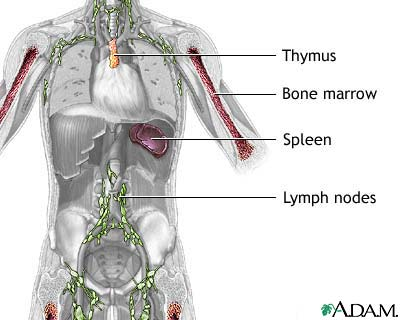 Thymus
Bone marrow
Spleen
Lymph nodes
A.D.A.M.